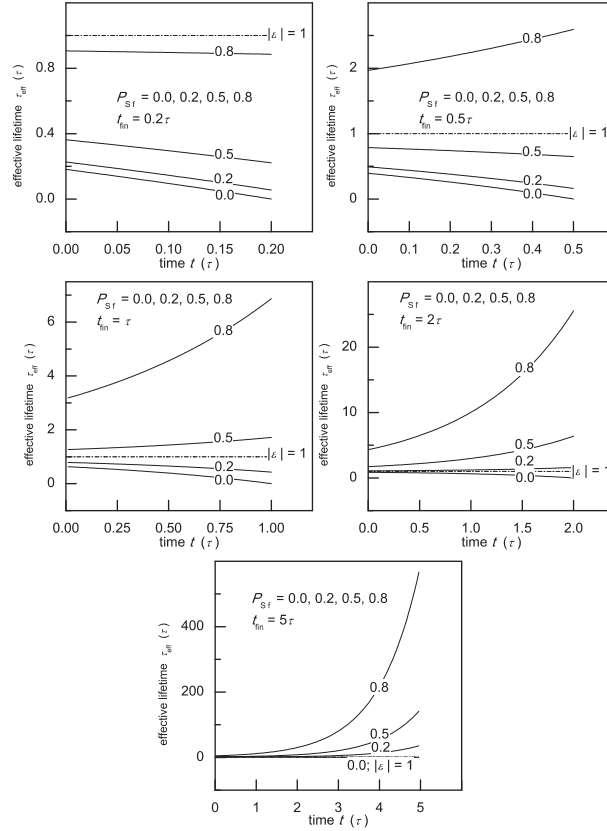 |ε| = 1
0.8
P_Sf = 0.0, 0.2, 0.5, 0.8
t_fin = 0.2τ
0.5
0.2
0.0
effective lifetime τ_eff (τ)
0.8
0.4
0.0
0.00 0.05 0.10 0.15 0.20
time t (τ)
0.8
P_Sf = 0.0, 0.2, 0.5, 0.8
t_fin = 0.5τ
|ε| = 1
0.5
0.2
0.0
effective lifetime τ_eff (τ)
2
1
0
0.0 0.1 0.2 0.3 0.4 0.5
time t (τ)
P_Sf = 0.0, 0.2, 0.5, 0.8
t_fin = τ
0.8
0.5
|ε| = 1
0.2
0.0
effective lifetime τ_eff (τ)
6
4
2
0
0.00 0.25 0.50 0.75 1.00
time t (τ)
P_Sf = 0.0, 0.2, 0.5, 0.8
t_fin = 2τ
0.8
0.5
0.2
|ε| = 1
0.0
effective lifetime τ_eff (τ)
20
10
0
0.0 0.5 1.0 1.5 2.0
time t (τ)
P_Sf = 0.0, 0.2, 0.5, 0.8
t_fin = 5τ
0.8
0.5
0.2
0.0; |ε| = 1
effective lifetime τ_eff (τ)
400
200
0
0 1 2 3 4 5
time t (τ)